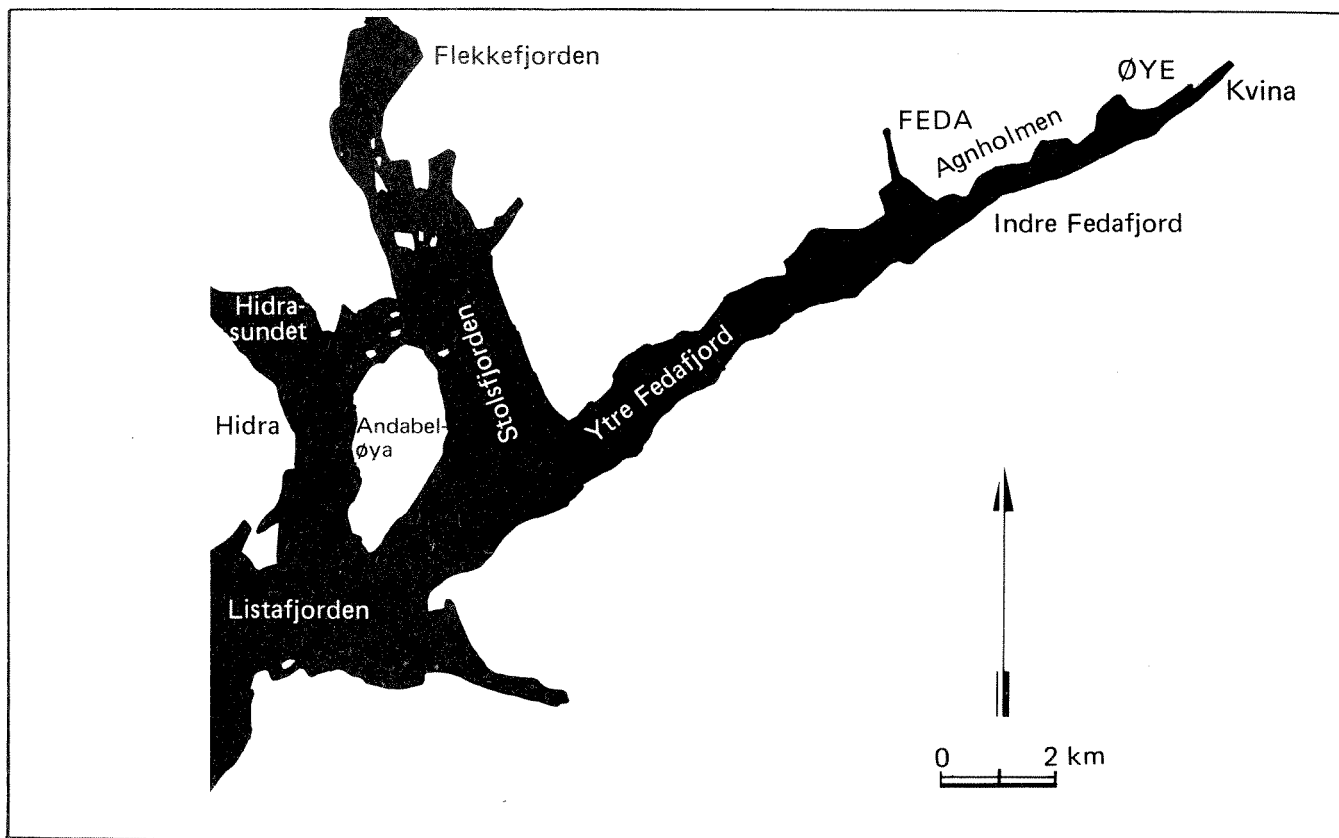 Flekkefjorden
ØYE
Kvina
FEDA
Agnholmen
Indre Fedafjord
Hidra-
sundet
Stolsfjorden
Ytre Fedafjord
Hidra
Andabel-
øya
Listafjorden
0 2 km